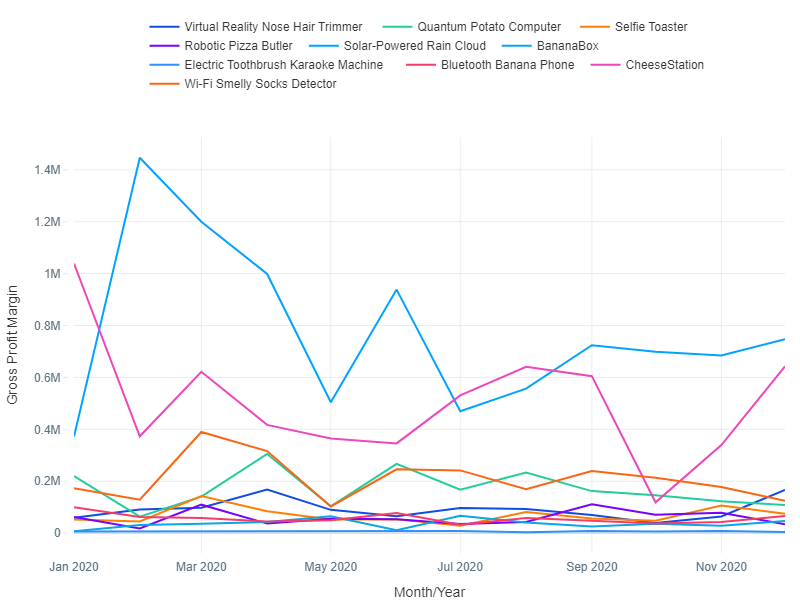 Virtual Reality Nose Hair Trimmer Quantum Potato Computer Selfie Toaster
Robotic Pizza Butler Solar-Powered Rain Cloud BananaBox
Electric Toothbrush Karaoke Machine Bluetooth Banana Phone CheeseStation
Wi-Fi Smelly Socks Detector
1.4M
1.2M
1M
0.8M
0.6M
0.4M
0.2M
0
Gross Profit Margin
Jan 2020 Mar 2020 May 2020 Jul 2020 Sep 2020 Nov 2020
Month/Year